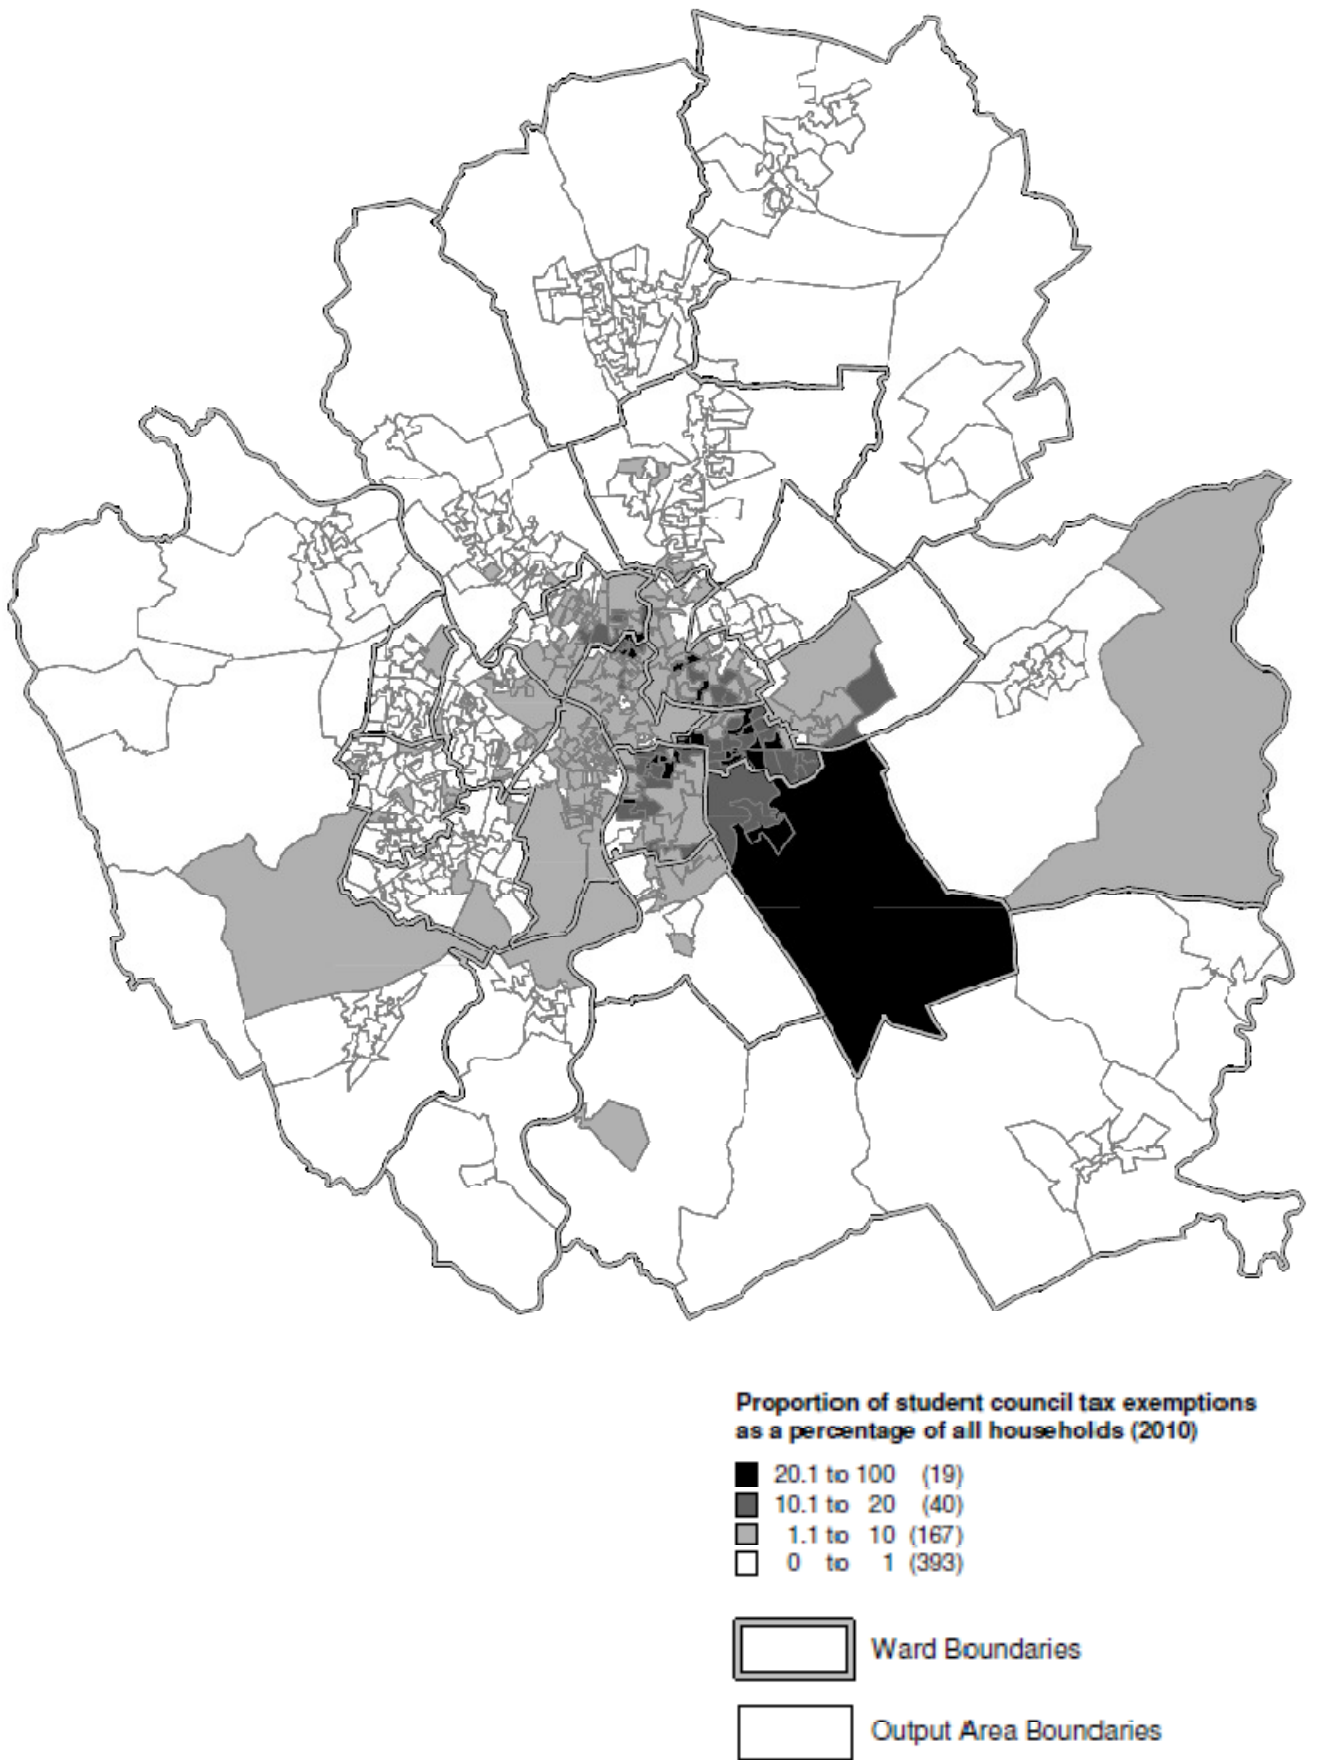 Proportion of student council tax exemptions
as a percentage of all households (2010)
20.1 to 100 (19)
10.1 to 20 (40)
1.1 to 10 (167)
0 to 1 (393)
Ward Boundaries
Output Area Boundaries